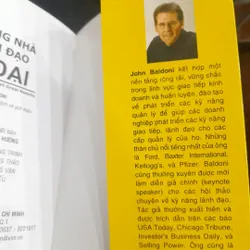 NG NHÀ
ĐẠO
ẠI
HƯƠNG
CHÍ MINH
John Baldoni kết hợp một
nền tảng rộng rãi, vững chắc
trong lĩnh vực giao tiếp kinh
doanh và huấn luyện, đào tạo
về phát triển các kỹ năng
quản lý để giúp các doanh
nghiệp phát triển các kỹ năng
giao tiếp, lãnh đạo cho các
cấp quản lý của họ. Những
thân chủ nổi tiếng nhất của ông
là Ford, Baxter International,
Kellogg's, và Pfizer. Baldoni
cũng thường xuyên được mời
làm diễn giả chính (keynote
speaker) cho các hội thảo
chuyên về kỹ năng lãnh đạo.
Tác giả thường xuất hiện và
được trích dẫn trên các báo
USA Today, Chicago Tribune,
Investor's Business Daily, và
Selling Power. Ông cũng có